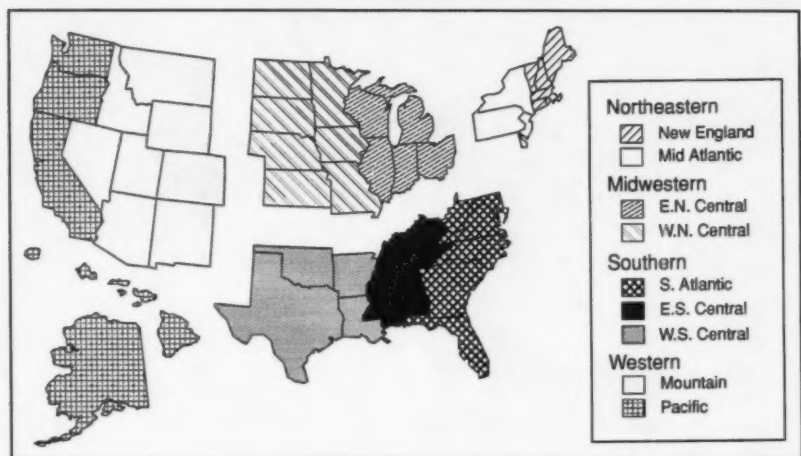 Northeastern
New England
Mid Atlantic
Midwestern
E.N. Central
W.N. Central
Southern
S. Atlantic
E.S. Central
W.S. Central
Western
Mountain
Pacific